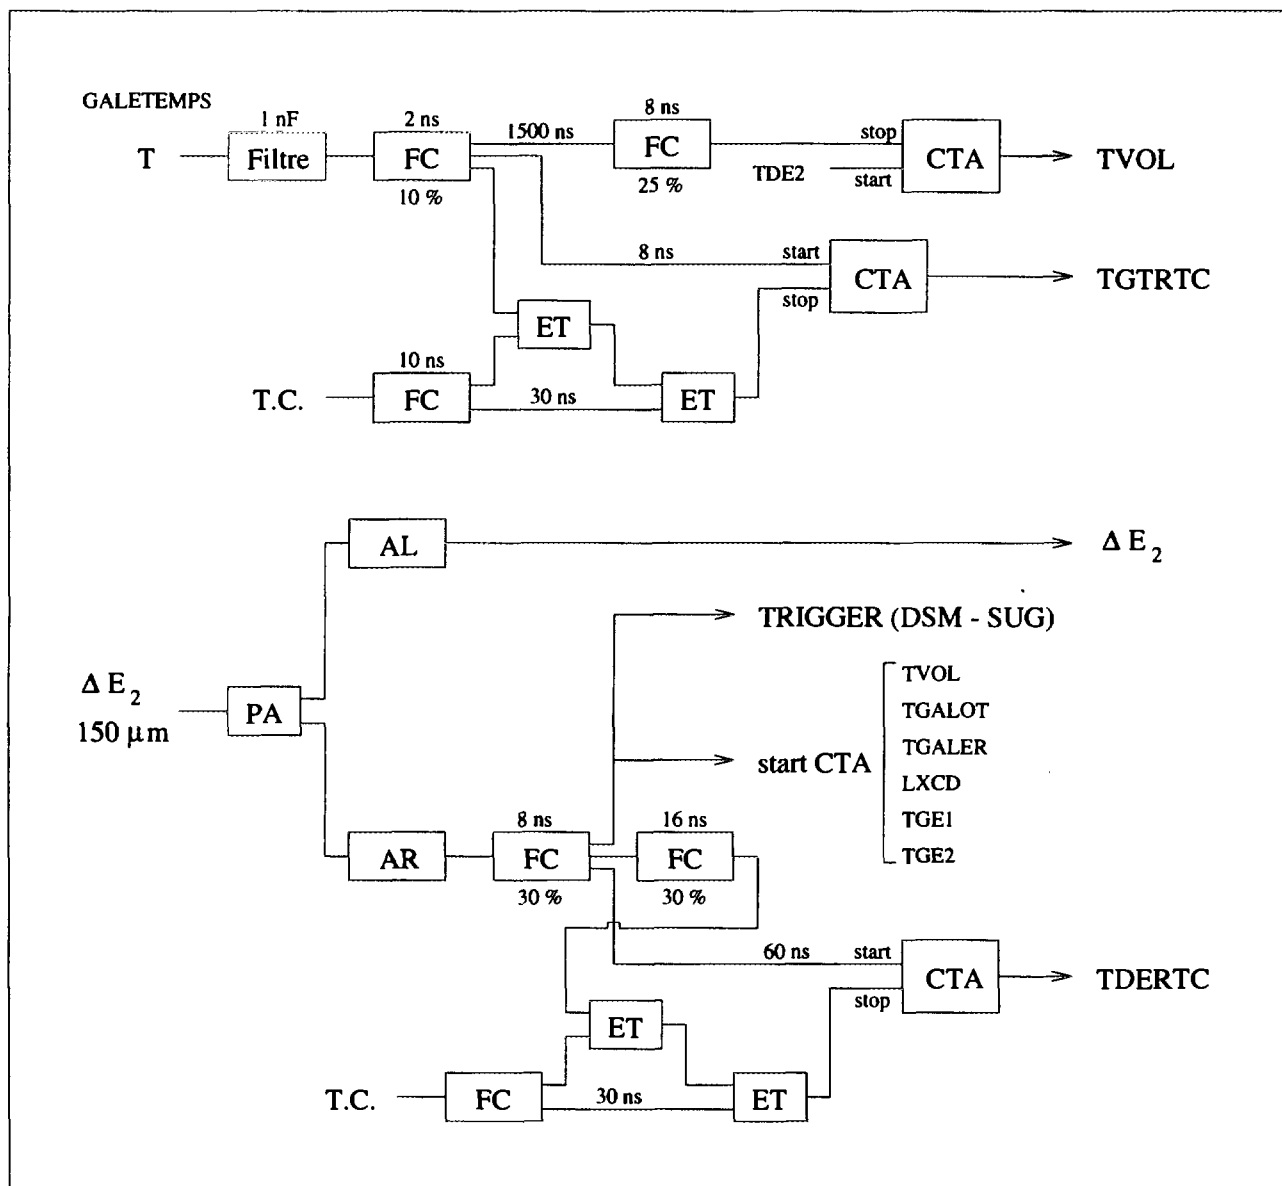 GALETEMPS
1 nF
2 ns
1500 ns
8 ns
stop
T
Filtre
FC
FC
CTA
TVOL
10 %
25 %
TDE2
start
8 ns
start
CTA
TGTRTC
stop
ET
10 ns
T.C.
FC
30 ns
ET
AL
Δ E 2
TRIGGER (DSM - SUG)
Δ E 2
150 μm
PA
start CTA
TVOL
TGALOT
TGALER
LXCD
TGE1
TGE2
8 ns
16 ns
AR
FC
FC
30 %
30 %
60 ns
start
CTA
TDERTC
stop
ET
T.C.
FC
30 ns
ET